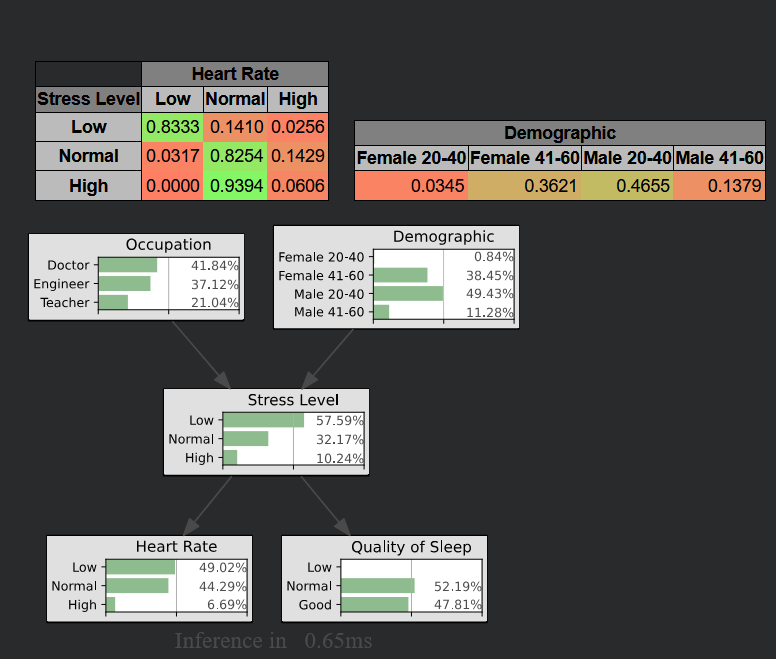 Heart Rate
Stress Level Low Normal High
Low 0.8333 0.1410 0.0256
Normal 0.0317 0.8254 0.1429
High 0.0000 0.9394 0.0606
Demographic
Female 20-40 Female 41-60 Male 20-40 Male 41-60
0.0345 0.3621 0.4655 0.1379
Occupation
Doctor 41.84%
Engineer 37.12%
Teacher 21.04%
Demographic
Female 20-40 0.84%
Female 41-60 38.45%
Male 20-40 49.43%
Male 41-60 11.28%
Stress Level
Low 57.59%
Normal 32.17%
High 10.24%
Heart Rate
Low 49.02%
Normal 44.29%
High 6.69%
Quality of Sleep
Low
Normal 52.19%
Good 47.81%
Inference in 0.65ms